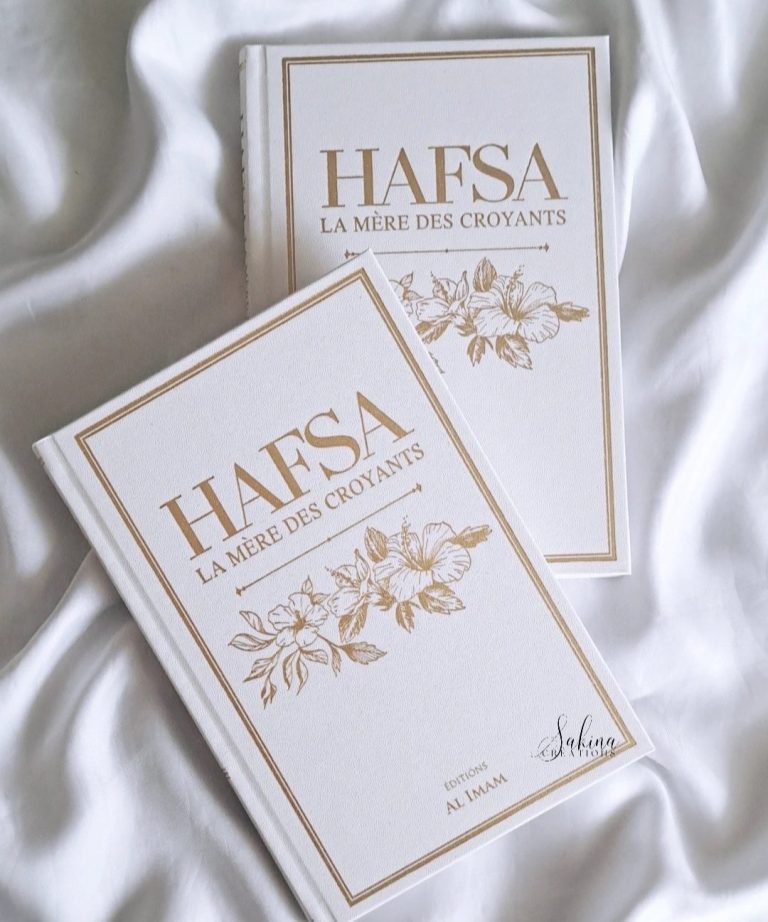 HAFSA
LA MÈRE DES CROYANTS
HAFSA
LA MÈRE DES CROYANTS
ÉDITIONS
AL IMAM
Sakina
CRÉATIONS